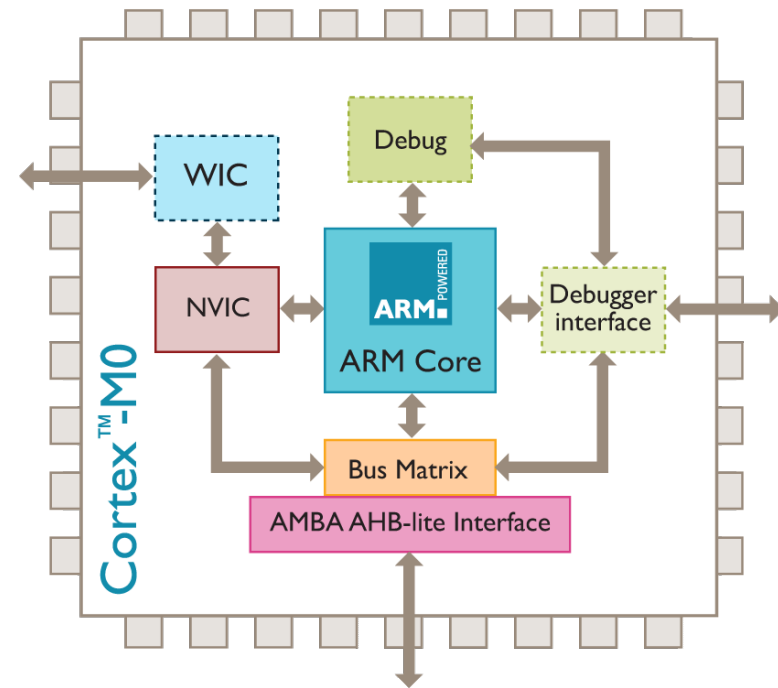 Debug
WIC
ARM POWERED
NVIC
Debugger
interface
ARM Core
Cortex™-M0
Bus Matrix
AMBA AHB-lite Interface